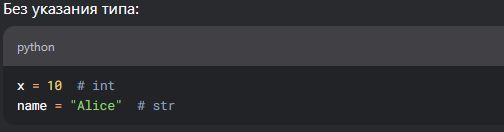 Без указания типа:
python
x = 10  # int
name = "Alice"  # str